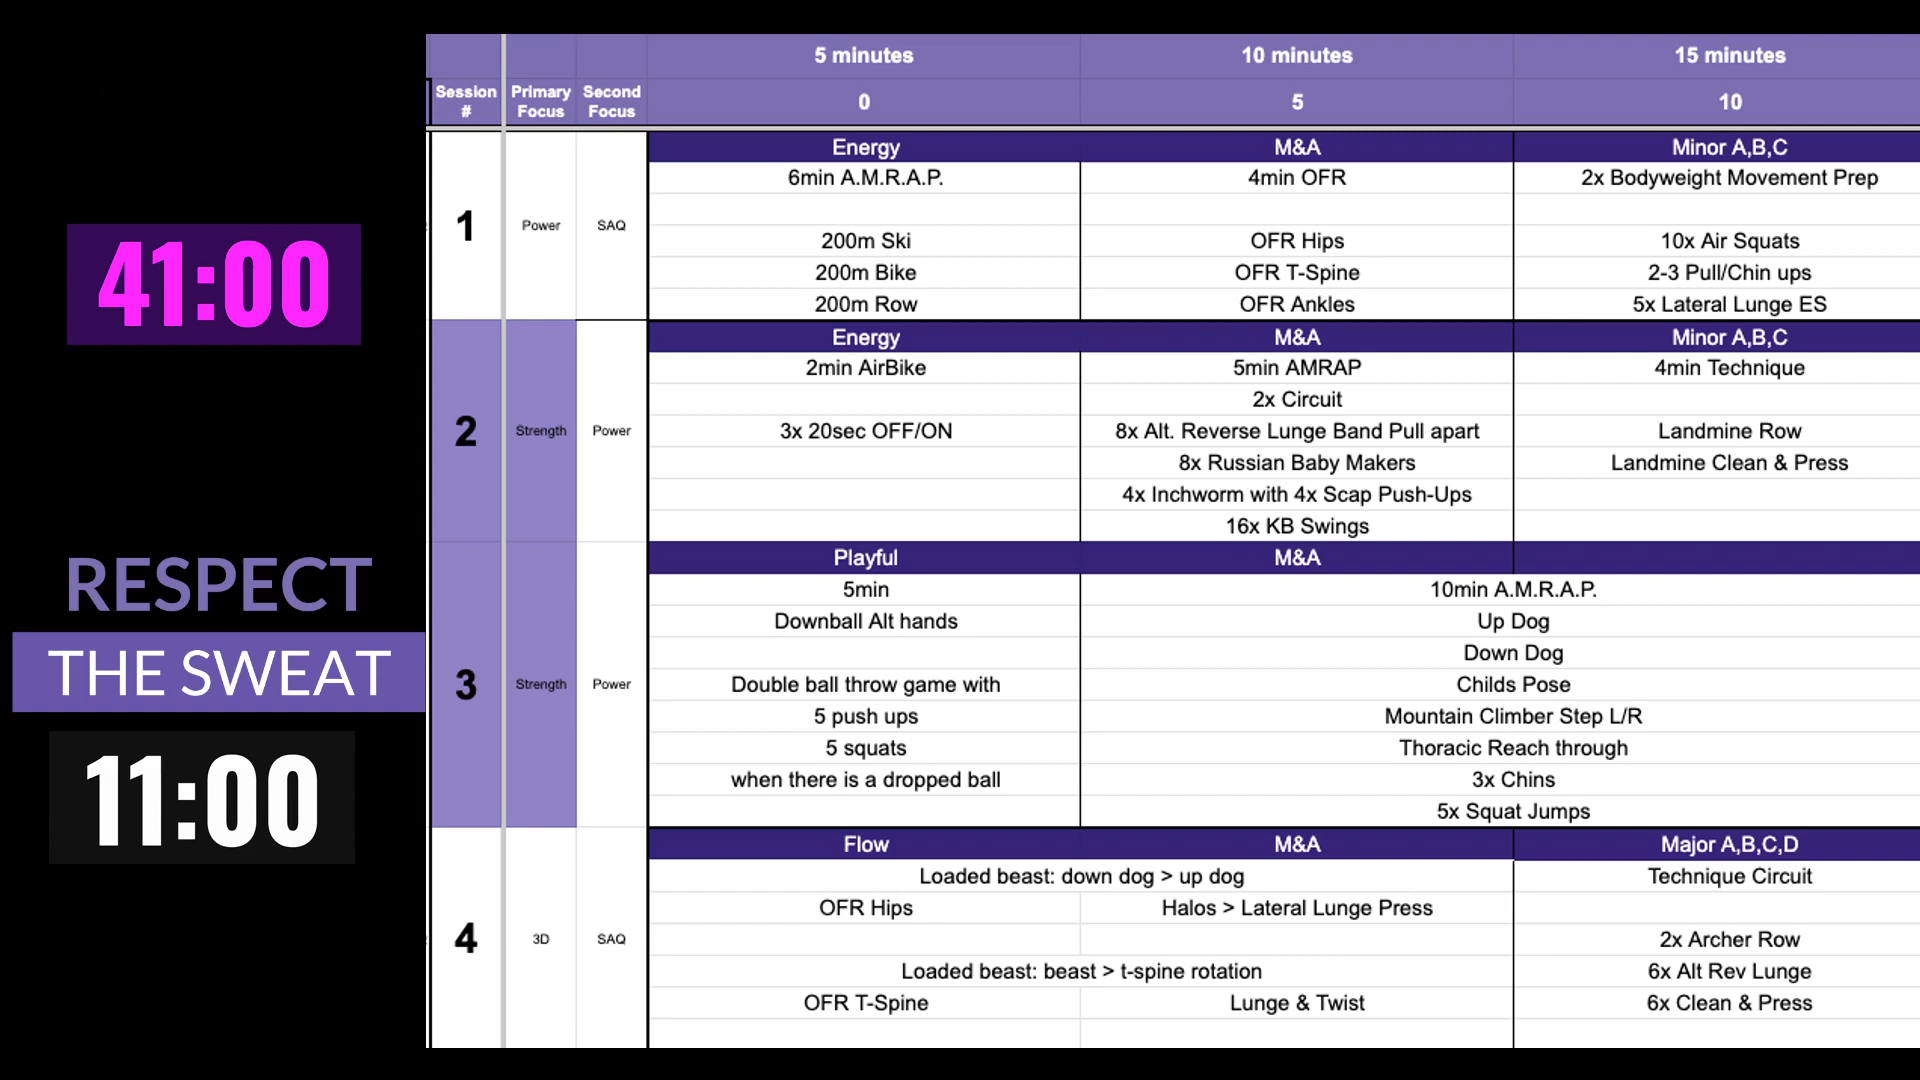 41:00
RESPECT
THE SWEAT
11:00
5 minutes 10 minutes 15 minutes
Session # Primary Focus Second Focus 0 5 10
Energy M&A Minor A,B,C
1 Power SAQ
6min A.M.R.A.P. 4min OFR 2x Bodyweight Movement Prep
200m Ski OFR Hips 10x Air Squats
200m Bike OFR T-Spine 2-3 Pull/Chin ups
200m Row OFR Ankles 5x Lateral Lunge ES
Energy M&A Minor A,B,C
2 Strength Power
2min AirBike 5min AMRAP 4min Technique
2x Circuit
3x 20sec OFF/ON 8x Alt. Reverse Lunge Band Pull apart Landmine Row
8x Russian Baby Makers Landmine Clean & Press
4x Inchworm with 4x Scap Push-Ups
16x KB Swings
Playful M&A
3 Strength Power
5min 10min A.M.R.A.P.
Downball Alt hands Up Dog
Down Dog
Double ball throw game with Childs Pose
5 push ups Mountain Climber Step L/R
5 squats Thoracic Reach through
when there is a dropped ball 3x Chins
5x Squat Jumps
Flow M&A Major A,B,C,D
4 3D SAQ
Loaded beast: down dog > up dog Technique Circuit
OFR Hips Halos > Lateral Lunge Press
2x Archer Row
Loaded beast: beast > t-spine rotation 6x Alt Rev Lunge
OFR T-Spine Lunge & Twist 6x Clean & Press